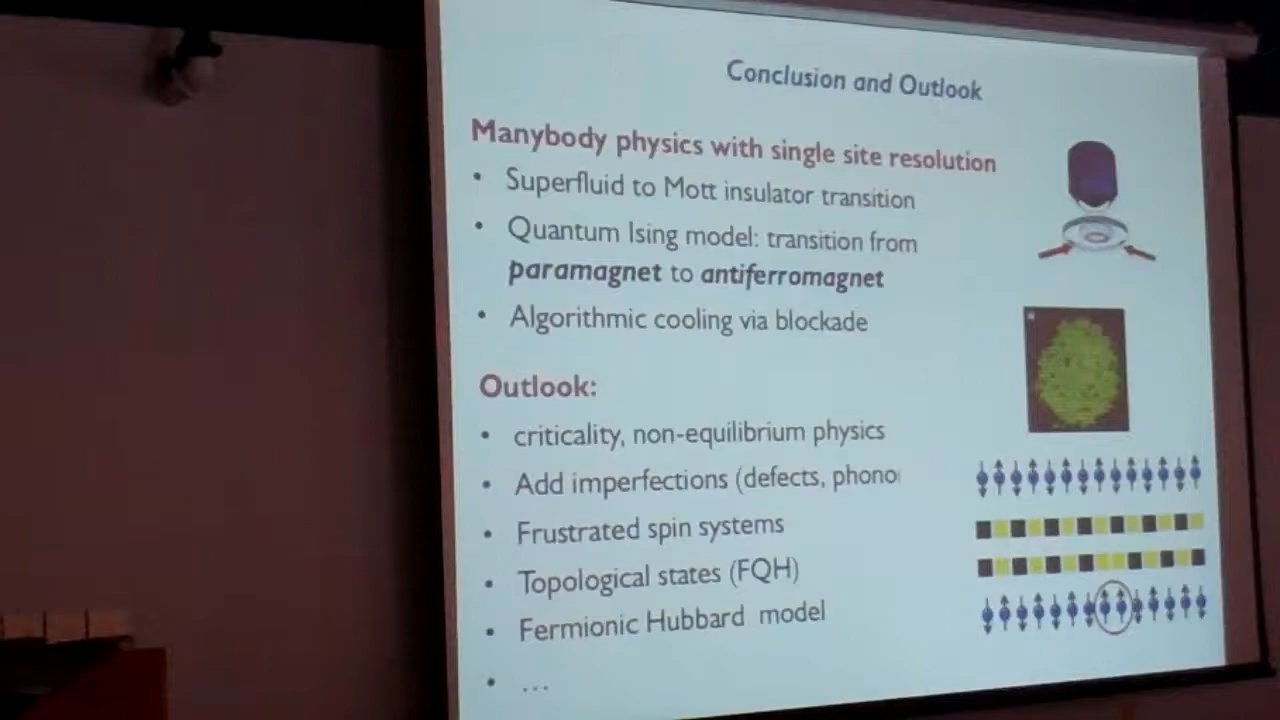 Conclusion and Outlook
Manybody physics with single site resolution
• Superfluid to Mott insulator transition
• Quantum Ising model: transition from
paramagnet to antiferromagnet
• Algorithmic cooling via blockade
Outlook:
• criticality, non-equilibrium physics
• Add imperfections (defects, phono
• Frustrated spin systems
• Topological states (FQH)
• Fermionic Hubbard model
• ...